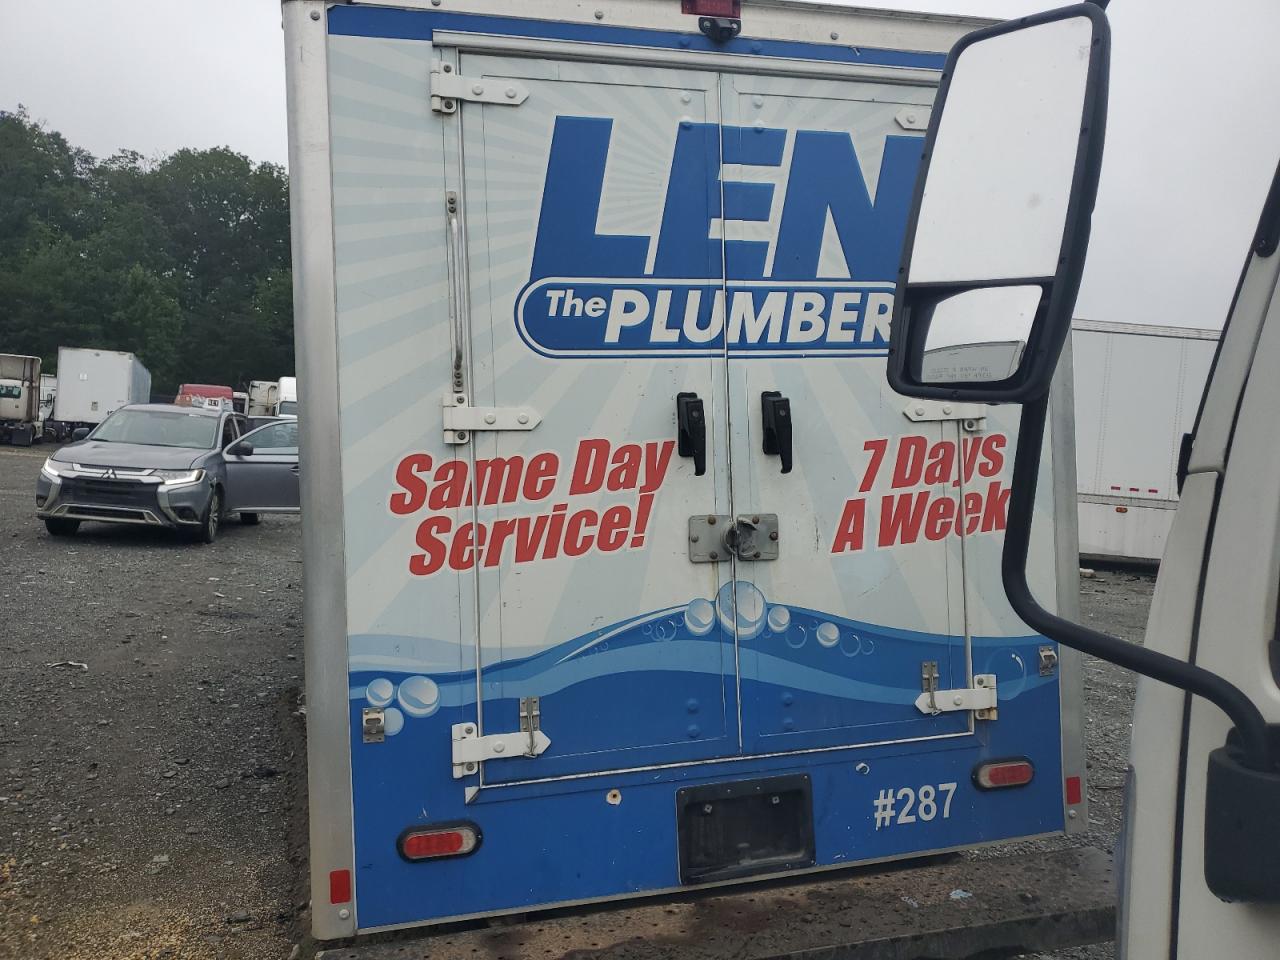 LEN
The PLUMBER
Same Day
Service!
7 Days
A Week
#287